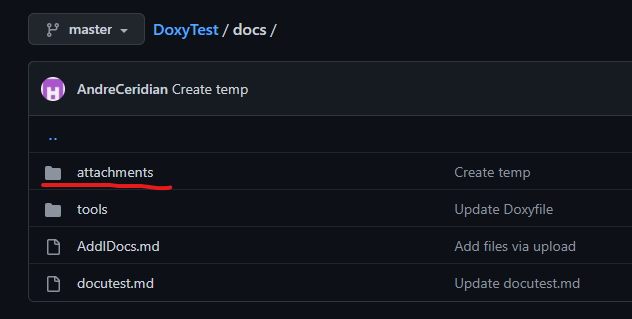 master DoxyTest / docs /
AndreCeridian Create temp
..
attachments Create temp
tools Update Doxyfile
AddlDocs.md Add files via upload
docutest.md Update docutest.md